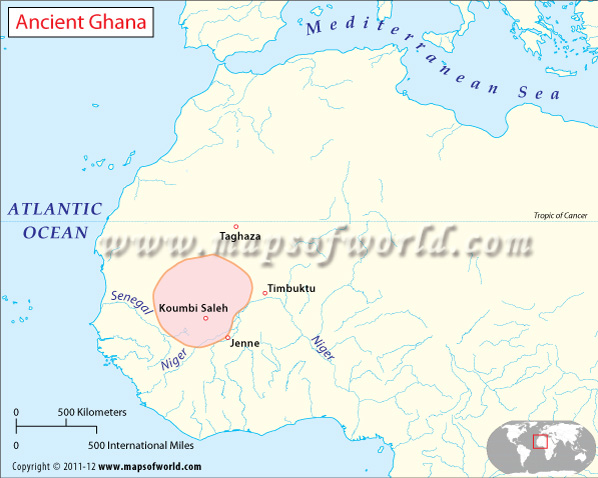 Ancient Ghana
Mediterranean Sea
ATLANTIC
OCEAN
Tropic of Cancer
Taghaza
www.mapsofworld.com
Timbuktu
Senegal
Koumbi Saleh
Jenne
Niger
Niger
0 500 Kilometers
0 500 International Miles
Copyright © 2011-12 www.mapsofworld.com